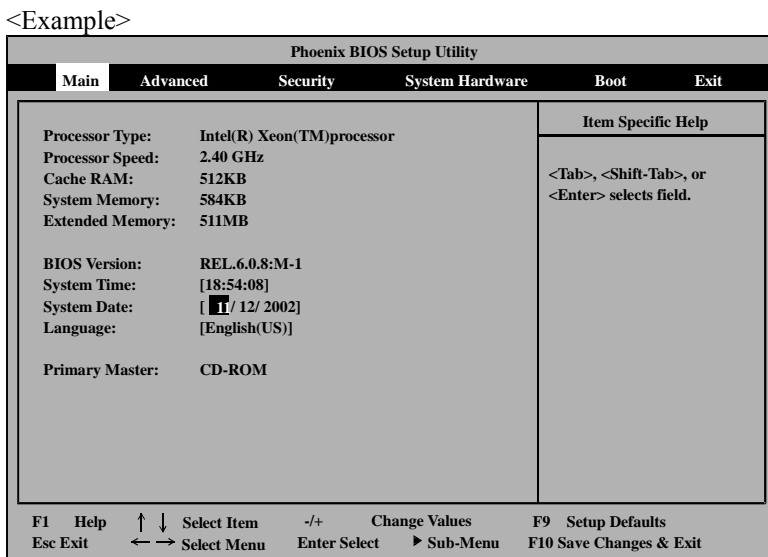 <Example>
Phoenix BIOS Setup Utility
Main Advanced Security System Hardware Boot Exit
Processor Type: Intel(R) Xeon(TM)processor
Processor Speed: 2.40 GHz
Cache RAM: 512KB
System Memory: 584KB
Extended Memory: 511MB
BIOS Version: REL.6.0.8:M-1
System Time: [18:54:08]
System Date: [ 11/ 12/ 2002]
Language: [English(US)]
Primary Master: CD-ROM
Item Specific Help
<Tab>, <Shift-Tab>, or
<Enter> selects field.
F1 Help ↑ ↓ Select Item -/+ Change Values F9 Setup Defaults
Esc Exit ← → Select Menu Enter Select ▶ Sub-Menu F10 Save Changes & Exit